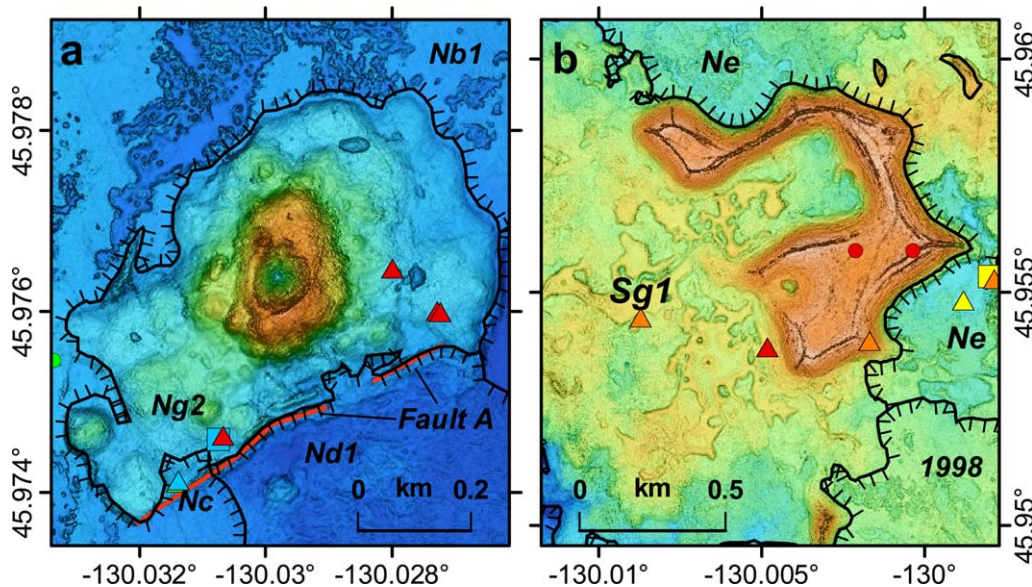 a
Nb1
45.978°
45.976°
45.974°
Ng2
Fault A
Nc
Nd1
0 km 0.2
-130.032° -130.03° -130.028°
b
Ne
45.96°
45.955°
45.95°
Sg1
Ne
1998
0 km 0.5
-130.01° -130.005° -130°